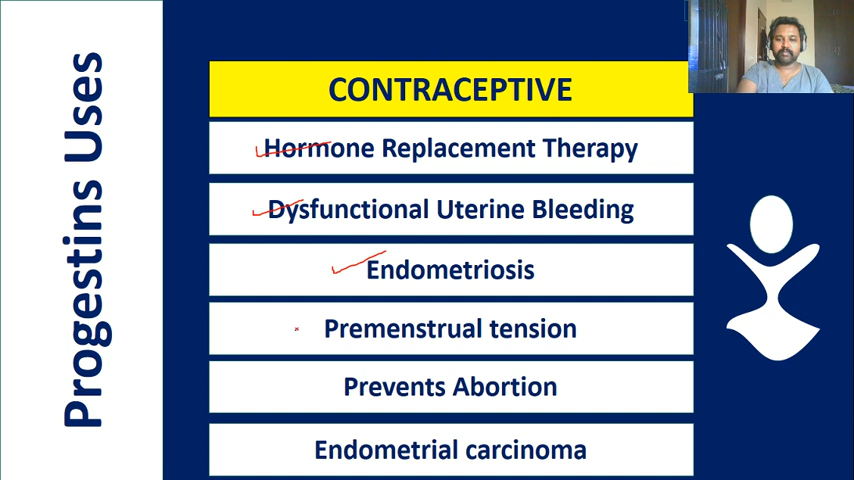 Progestins Uses
CONTRACEPTIVE
Hormone Replacement Therapy
Dysfunctional Uterine Bleeding
Endometriosis
Premenstrual tension
Prevents Abortion
Endometrial carcinoma